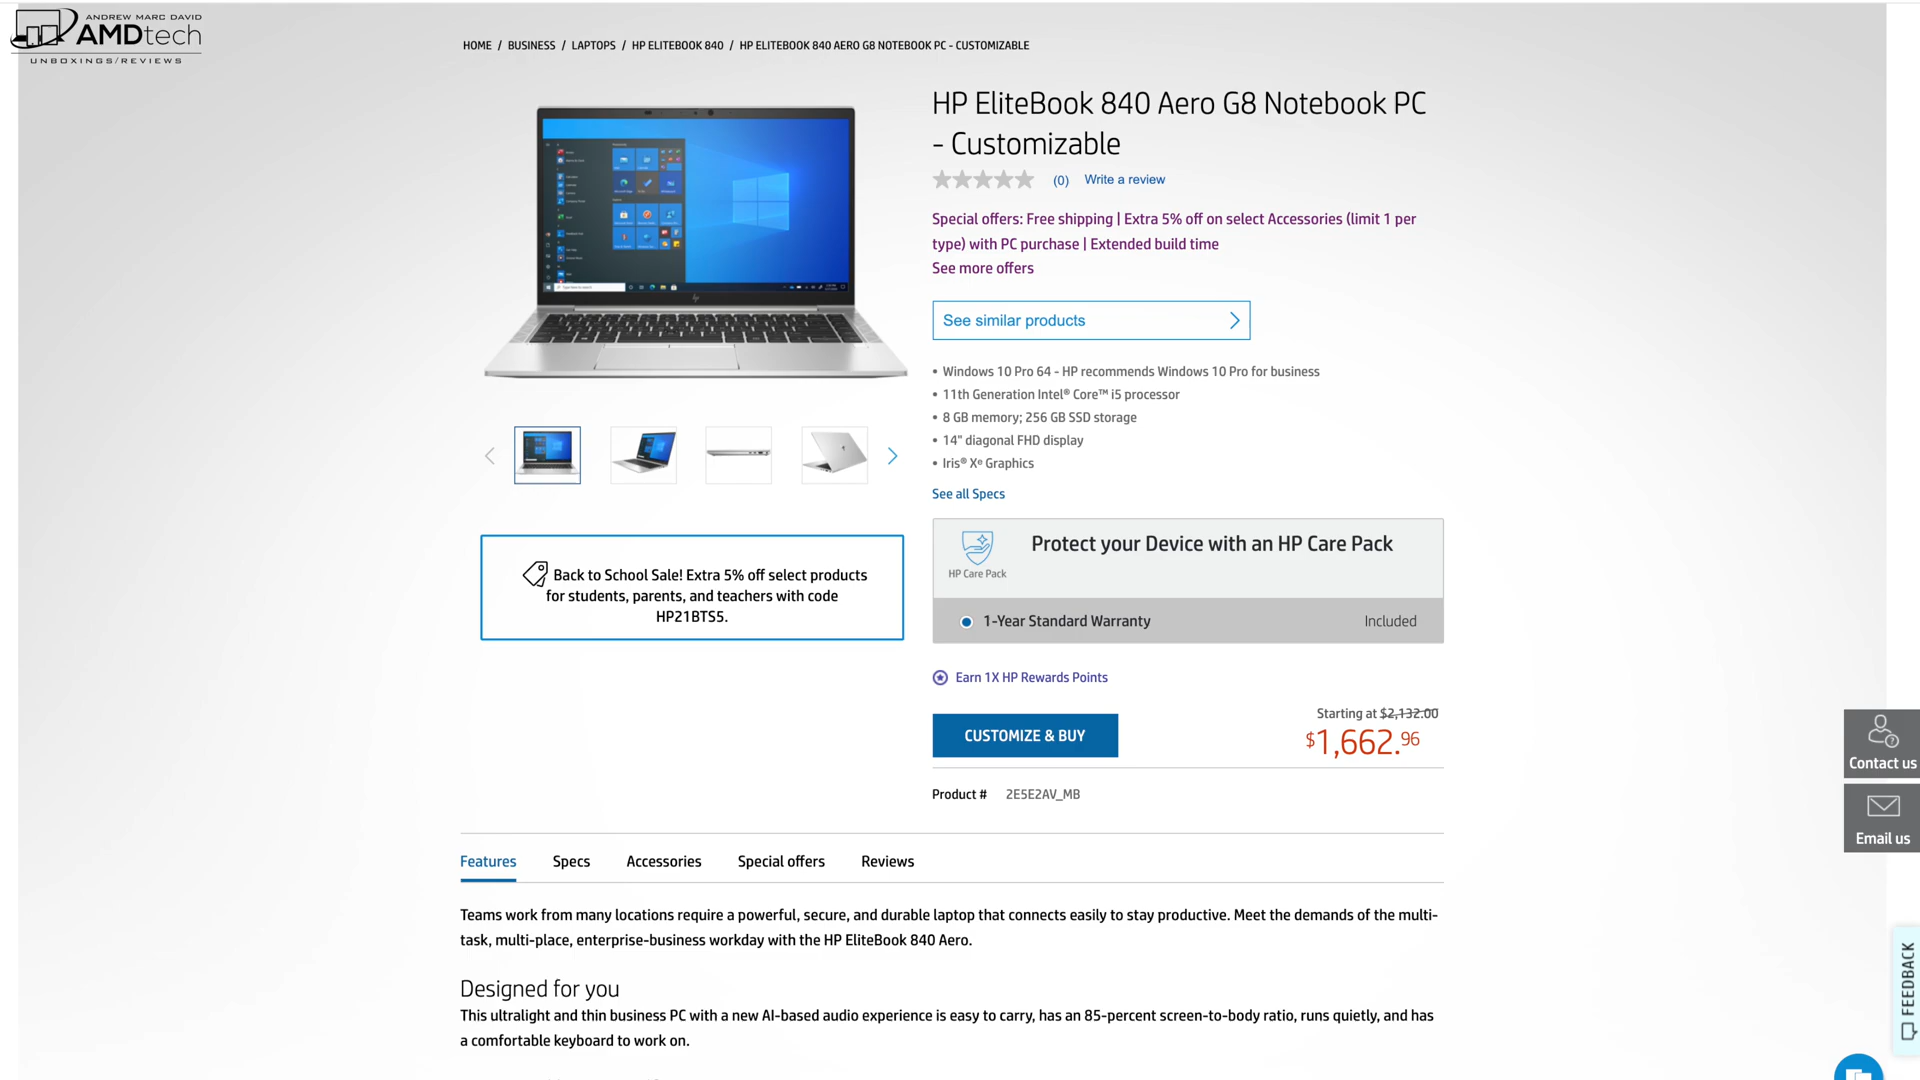 ANDREW MARC DAVID
AMDtech
UNBOXINGS/REVIEWS
HOME / BUSINESS / LAPTOPS / HP ELITEBOOK 840 / HP ELITEBOOK 840 AERO G8 NOTEBOOK PC - CUSTOMIZABLE
HP EliteBook 840 Aero G8 Notebook PC
- Customizable
(0) Write a review
Special offers: Free shipping | Extra 5% off on select Accessories (limit 1 per
type) with PC purchase | Extended build time
See more offers
See similar products
• Windows 10 Pro 64 - HP recommends Windows 10 Pro for business
• 11th Generation Intel® Core™ i5 processor
• 8 GB memory; 256 GB SSD storage
• 14" diagonal FHD display
• Iris® Xᵉ Graphics
See all Specs
Back to School Sale! Extra 5% off select products
for students, parents, and teachers with code
HP21BTS5.
HP Care Pack
Protect your Device with an HP Care Pack
1-Year Standard Warranty Included
Earn 1X HP Rewards Points
CUSTOMIZE & BUY
Starting at $2,132.00
$1,662.96
Product # 2E5E2AV_MB
Contact us
Email us
Features Specs Accessories Special offers Reviews
Teams work from many locations require a powerful, secure, and durable laptop that connects easily to stay productive. Meet the demands of the multi-
task, multi-place, enterprise-business workday with the HP EliteBook 840 Aero.
Designed for you
This ultralight and thin business PC with a new AI-based audio experience is easy to carry, has an 85-percent screen-to-body ratio, runs quietly, and has
a comfortable keyboard to work on.
FEEDBACK